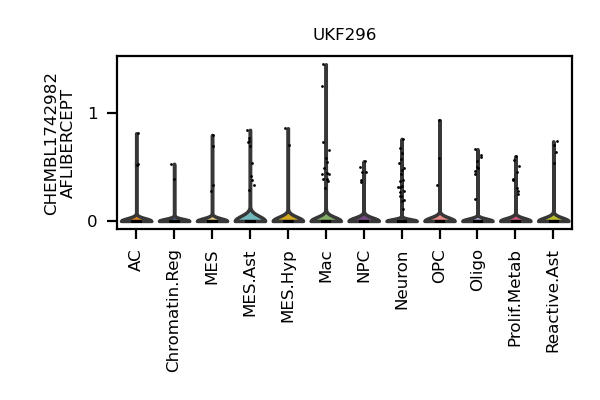 UKF296
CHEMBL1742982
AFLIBERCEPT
1
0
AC
Chromatin.Reg
MES
MES.Ast
MES.Hyp
Mac
NPC
Neuron
OPC
Oligo
Prolif.Metab
Reactive.Ast